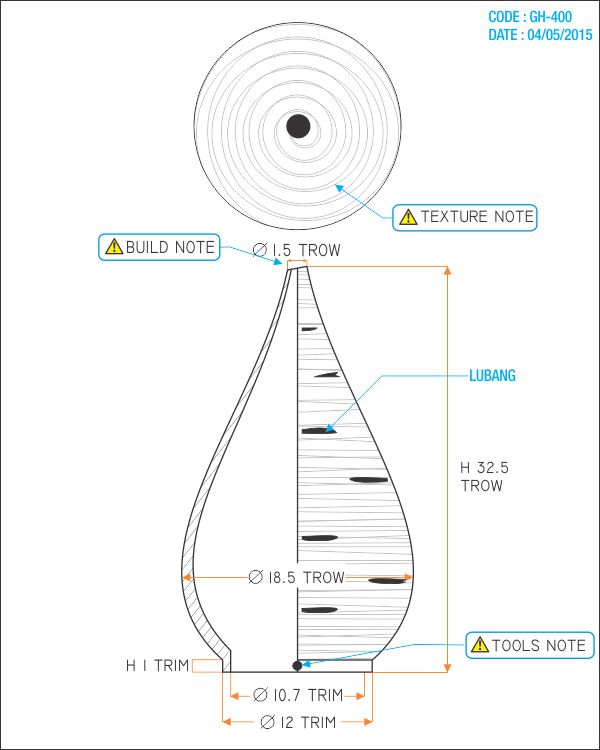 CODE : GH-400
DATE : 04/05/2015
TEXTURE NOTE
BUILD NOTE
Ø 1.5 TROW
LUBANG
H 32.5
TROW
Ø 18.5 TROW
TOOLS NOTE
H 1 TRIM
Ø 10.7 TRIM
Ø 12 TRIM